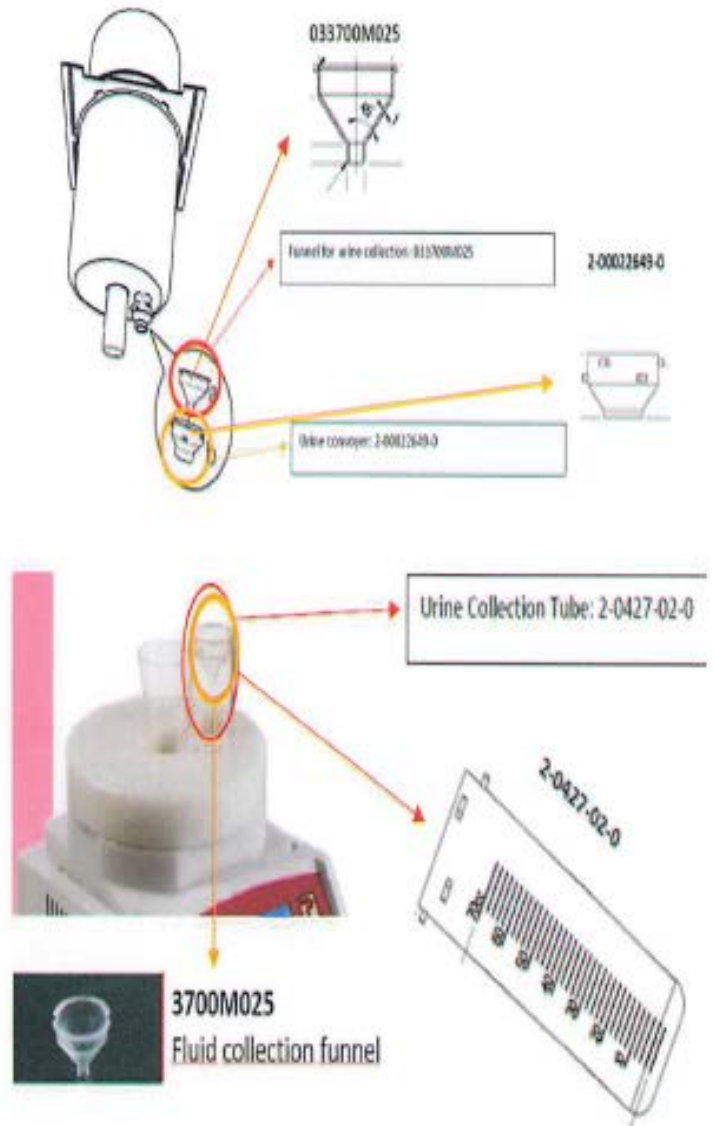 033700M025
Funnel for urine collection: 033700M025
2-00022649-0
Urine convoyer: 2-00022649-0
Urine Collection Tube: 2-0427-02-0
2-0427-02-0
3700M025
Fluid collection funnel